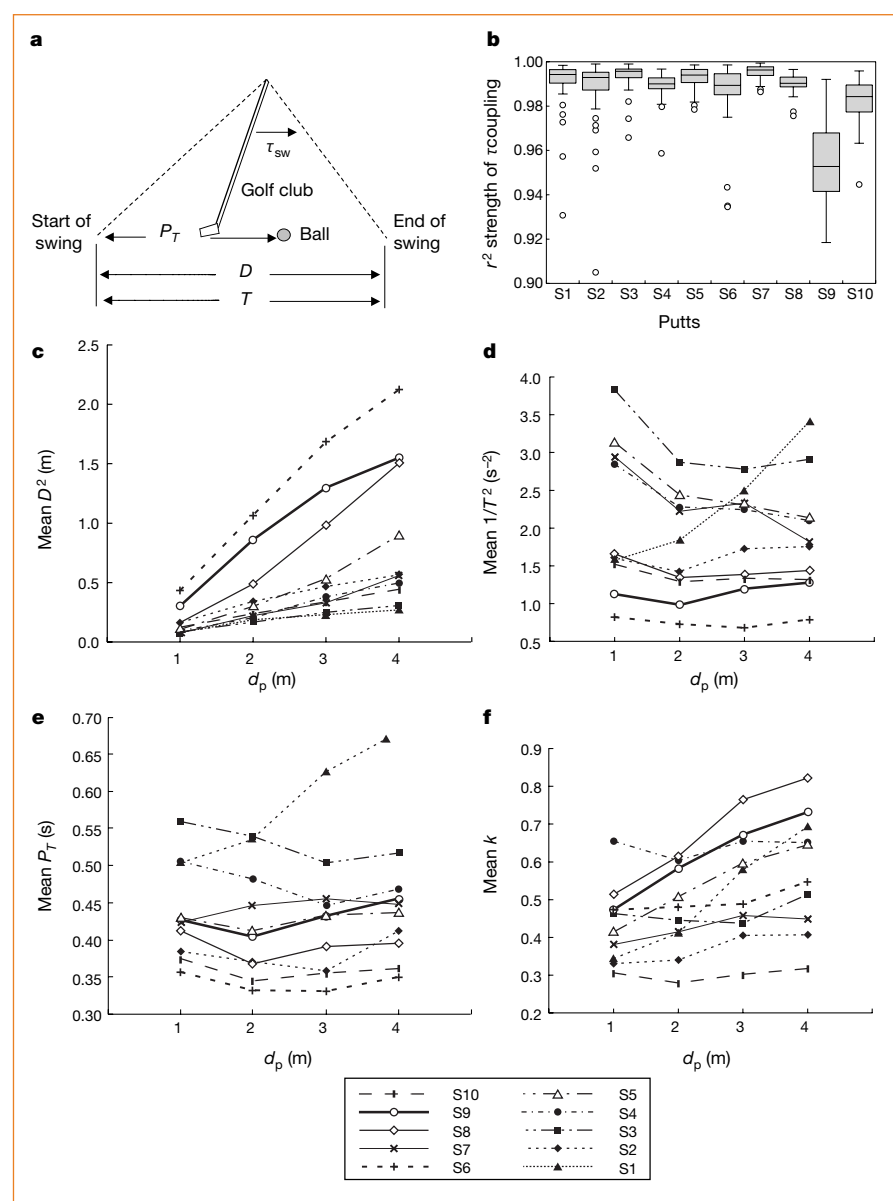 a
τsw
Golf club
Start of swing
PT
Ball
End of swing
D
T
b
r² strength of τcoupling
1.00
0.98
0.96
0.94
0.92
0.90
S1 S2 S3 S4 S5 S6 S7 S8 S9 S10
Putts
c
Mean D² (m)
2.5
2.0
1.5
1.0
0.5
0.0
1 2 3 4
dp (m)
d
Mean 1/T² (s⁻²)
4.0
3.5
3.0
2.5
2.0
1.5
1.0
0.5
1 2 3 4
dp (m)
e
Mean PT (s)
0.70
0.65
0.60
0.55
0.50
0.45
0.40
0.35
0.30
1 2 3 4
dp (m)
f
Mean k
0.9
0.8
0.7
0.6
0.5
0.4
0.3
0.2
1 2 3 4
dp (m)
S10
S9
S8
S7
S6
S5
S4
S3
S2
S1